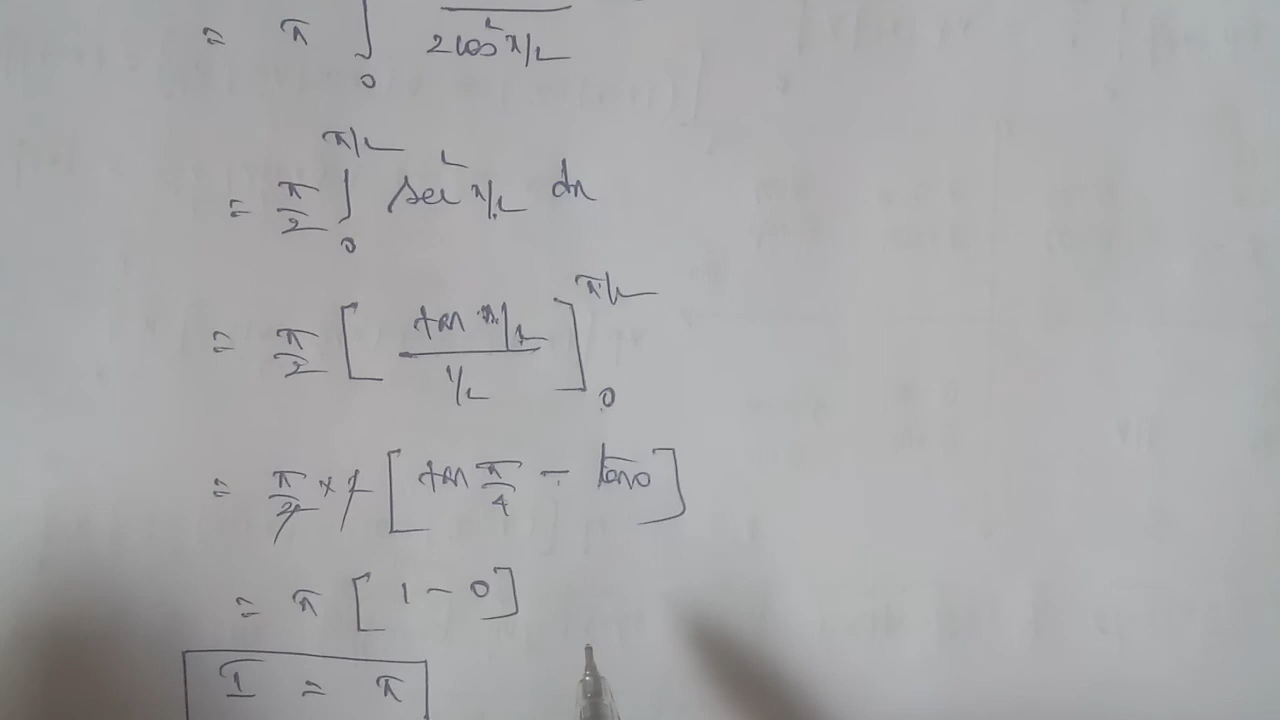 = π ∫₀ 2cos² x/2
= π/2 ∫₀^π/2 sec² x/2 dx
= π/2 [ tan x/2 / 1/2 ]₀^π/2
= π/2 × 2 [ tan π/4 - tan0 ]
= π [ 1 - 0 ]
I = π